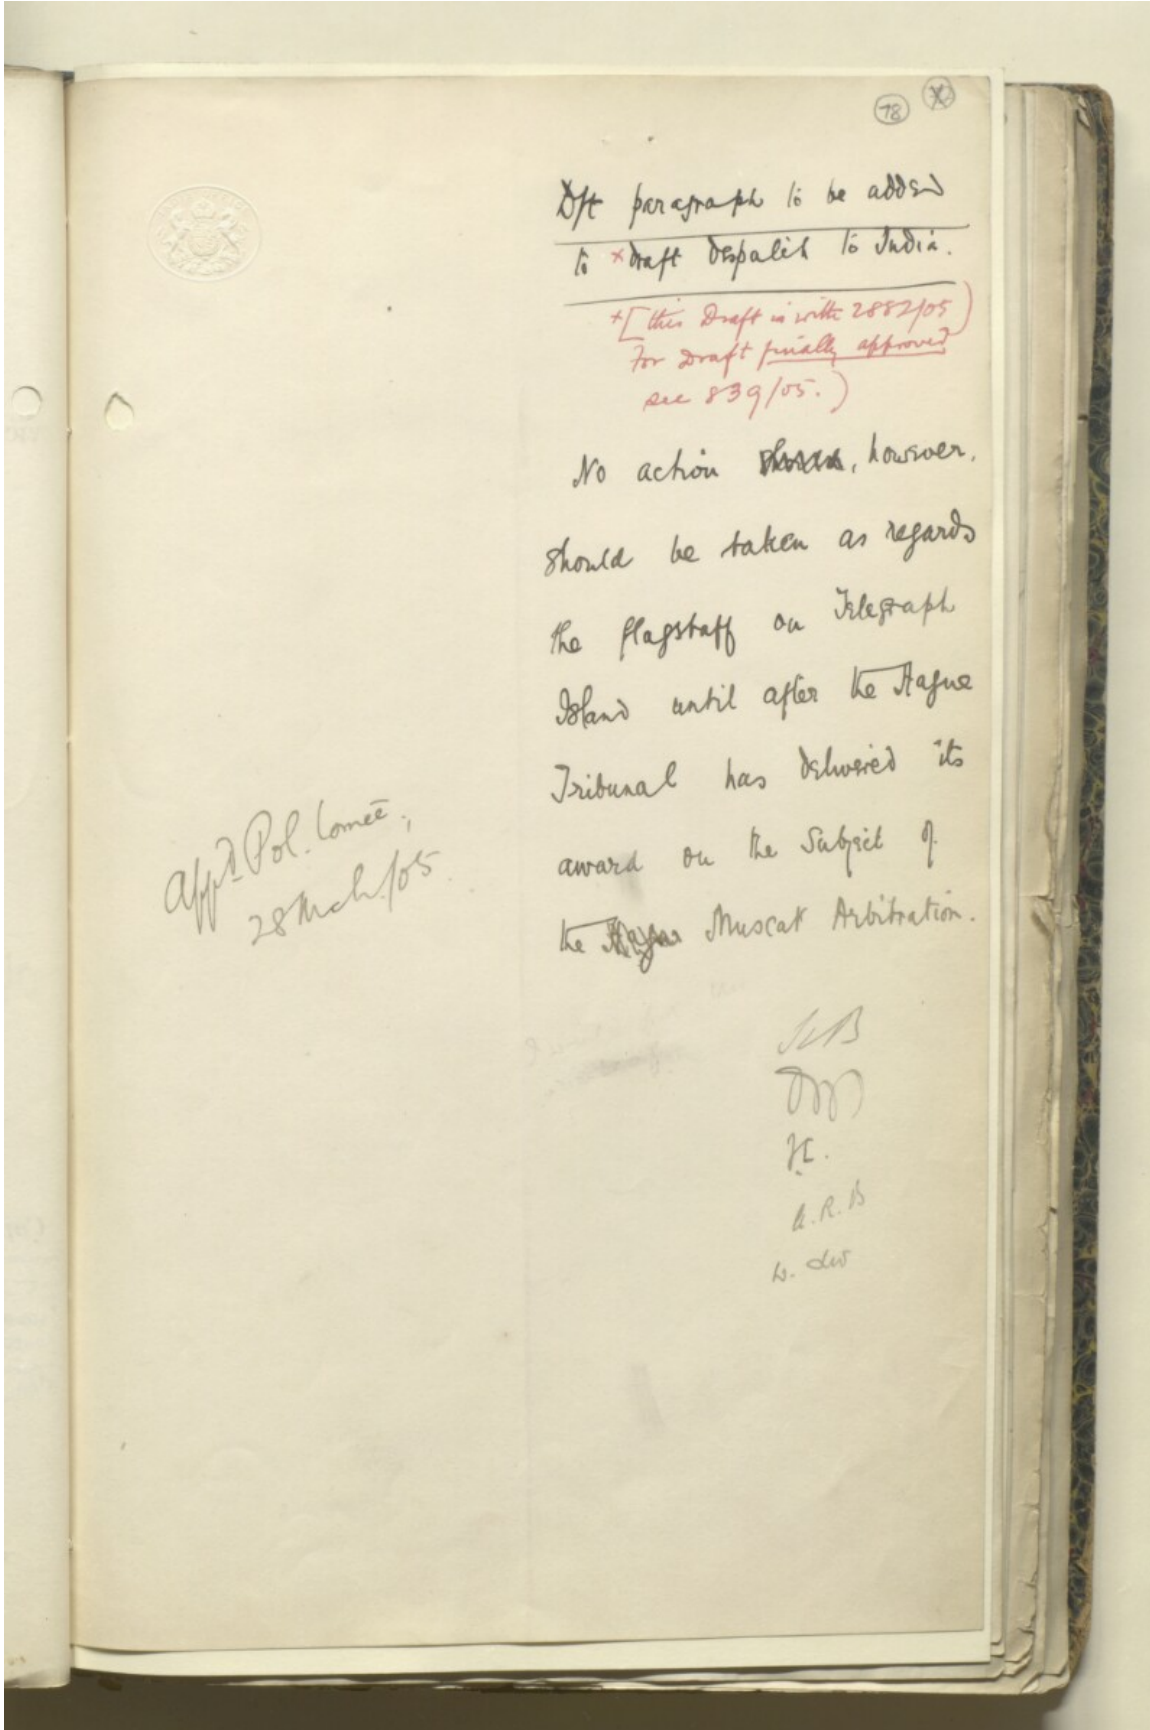 78
Dft paragraph to be added
to × draft despatch to India.
×[this Draft is with 2882/05)
For Draft finally approved
see 839/05.)
No action should, however,
should be taken as regards
the flagstaff on Telegraph
Island until after the Hague
Tribunal has delivered its
award on the subject of
the Hague Muscat Arbitration.
Appd. Pol. Comee.,
28 Mch./05.
H.
A.R.B